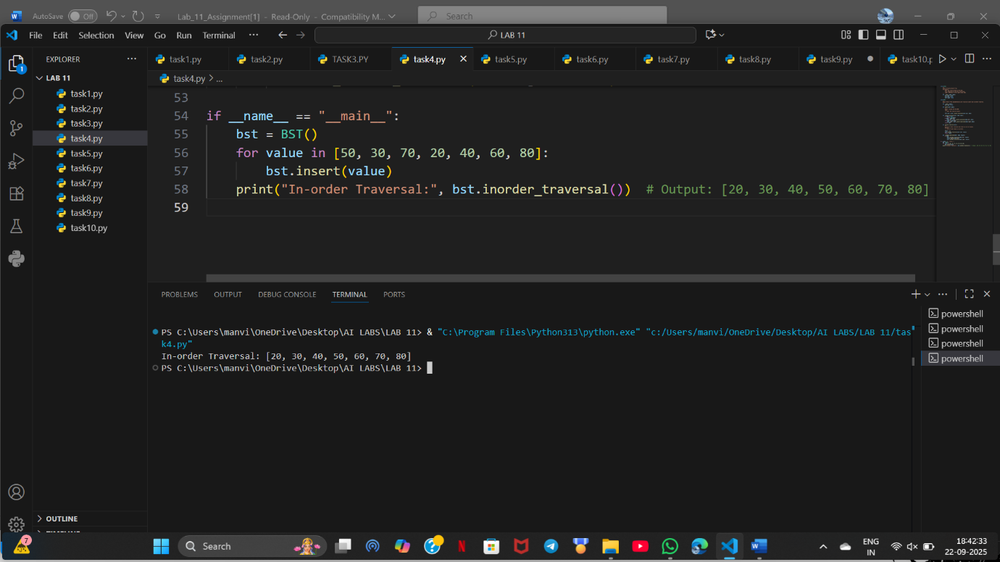 AutoSave Off Lab_11_Assignment[1] - Read-Only - Compatibility M... Search
File Edit Selection View Go Run Terminal ... LAB 11
EXPLORER ...
task1.py task2.py TASK3.PY task4.py task5.py task6.py task7.py task8.py task9.py task10.p ...
LAB 11
task1.py
task2.py
task3.py
task4.py
task5.py
task6.py
task7.py
task8.py
task9.py
task10.py
task4.py > ...
53
54 if __name__ == "__main__":
55 bst = BST()
56 for value in [50, 30, 70, 20, 40, 60, 80]:
57 bst.insert(value)
58 print("In-order Traversal:", bst.inorder_traversal()) # Output: [20, 30, 40, 50, 60, 70, 80]
59
PROBLEMS OUTPUT DEBUG CONSOLE TERMINAL PORTS
PS C:\Users\manvi\OneDrive\Desktop\AI LABS\LAB 11> & "C:\Program Files\Python313\python.exe" "c:/Users/manvi/OneDrive/Desktop/AI LABS/LAB 11/tas
k4.py"
In-order Traversal: [20, 30, 40, 50, 60, 70, 80]
PS C:\Users\manvi\OneDrive\Desktop\AI LABS\LAB 11>
powershell
powershell
powershell
powershell
1
OUTLINE
7
Search
ENG
IN
18:42:33
22-09-2025